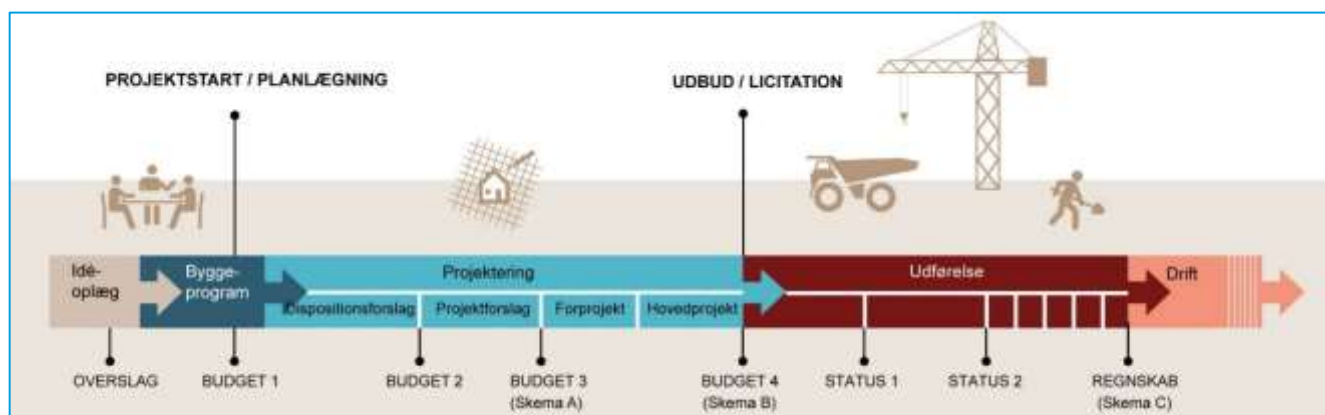 PROJEKTSTART / PLANLÆGNING
UDBUD / LICITATION
Idé-
oplæg
Bygge-
program
Projektering
Udførelse
Drift
Dispositionsforslag
Projektforslag
Forprojekt
Hovedprojekt
OVERSLAG
BUDGET 1
BUDGET 2
BUDGET 3
(Skema A)
BUDGET 4
(Skema B)
STATUS 1
STATUS 2
REGNSKAB
(Skema C)